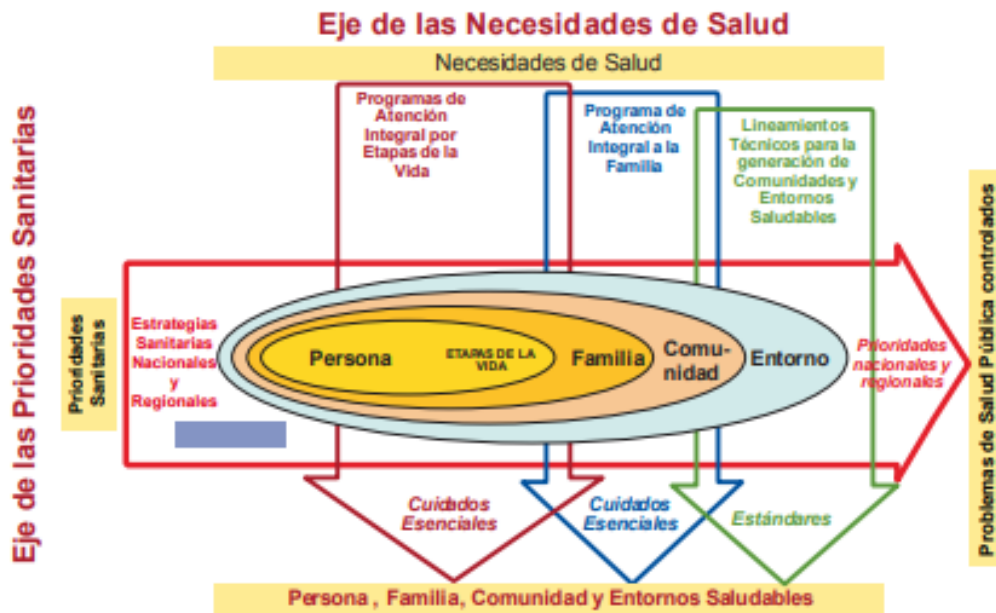 Eje de las Necesidades de Salud
Necesidades de Salud
Eje de las Prioridades Sanitarias
Programas de
Atención
Integral por
Etapas de la
Vida
Programa de
Atención
Integral a la
Familia
Lineamientos
Técnicos para la
generación de
Comunidades y
Entornos
Saludables
Prioridades
Sanitarias
Estrategias
Sanitarias
Nacionales
y
Regionales
Persona
ETAPAS DE LA
VIDA
Familia
Comu-
nidad
Entorno
Prioridades
nacionales y
regionales
Problemas de Salud Pública controlados
Cuidados
Esenciales
Cuidados
Esenciales
Estándares
Persona , Familia, Comunidad y Entornos Saludables